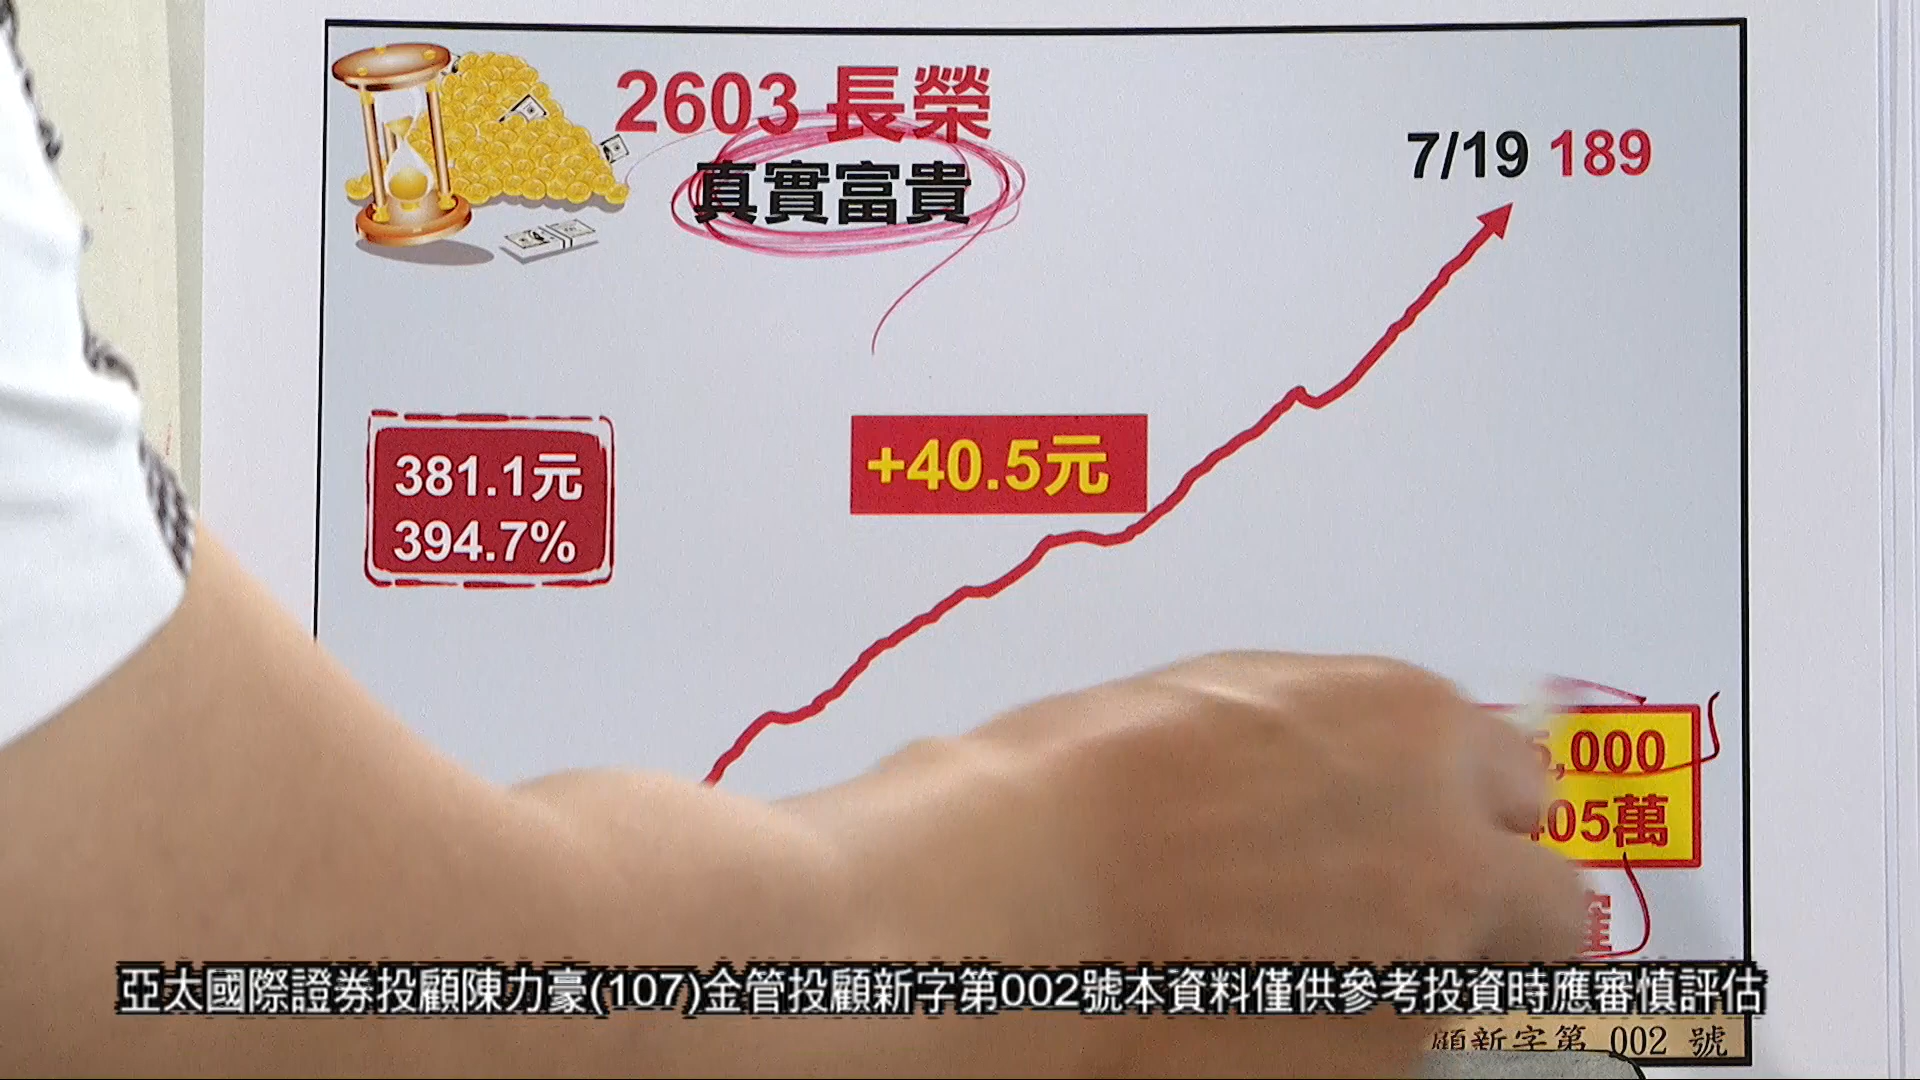 2603 長榮
真實富貴
7/19 189
381.1元
394.7%
+40.5元
5,000
405萬
亞太國際證券投顧陳力豪(107)金管投顧新字第002號本資料僅供參考投資時應審慎評估
顧新字第 002 號